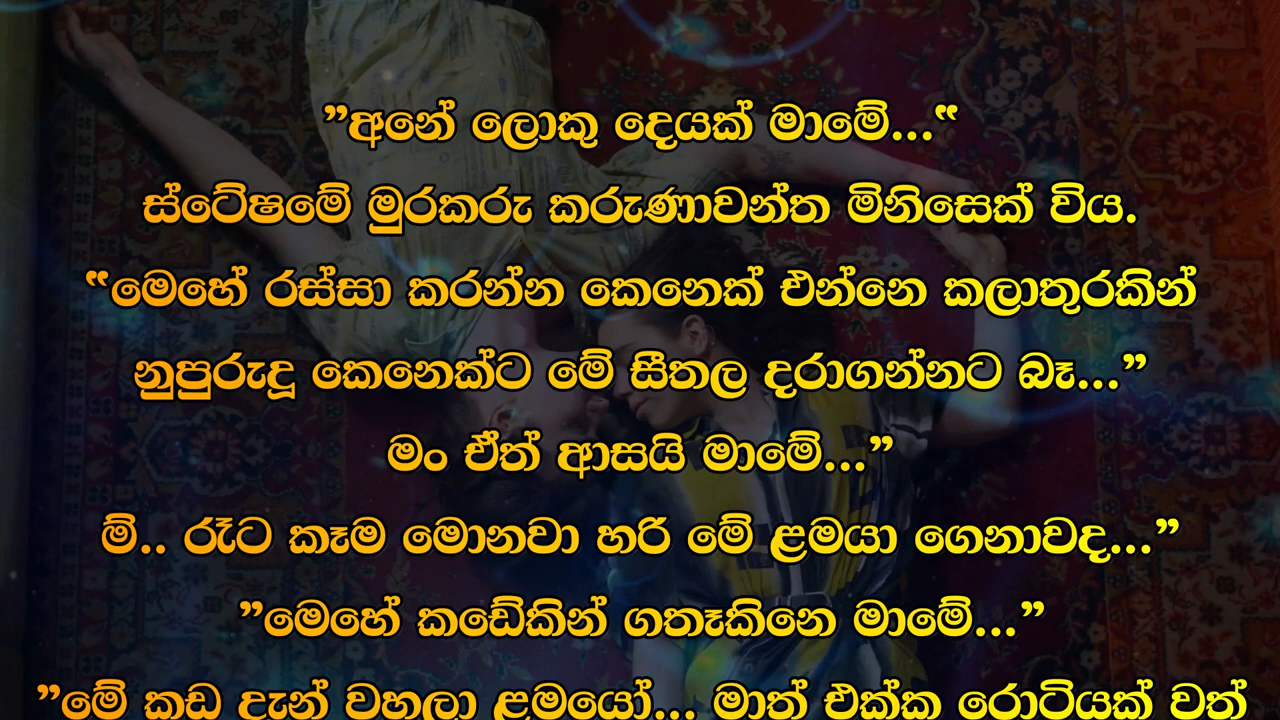 ”අනේ ලොකු දෙයක් මාමේ...“
ස්ටේෂමේ මුරකරු කරුණාවන්ත මිනිසෙක් විය.
“මෙහේ රස්සා කරන්න කෙනෙක් එන්නෙ කලාතුරකින්
නුපුරුදූ කෙනෙක්ට මේ සීතල දරාගන්නට බෑ...”
මං ඒත් ආසයි මාමේ...”
ම්.. රෑට කෑම මොනවා හරි මේ ළමයා ගෙනාවද...”
”මෙහේ කඩේකින් ගතෑකිනෙ මාමේ...”
”මේ කඩ දැන් වහලා ළමයෝ... මාත් එක්ක රොටියක් වත්